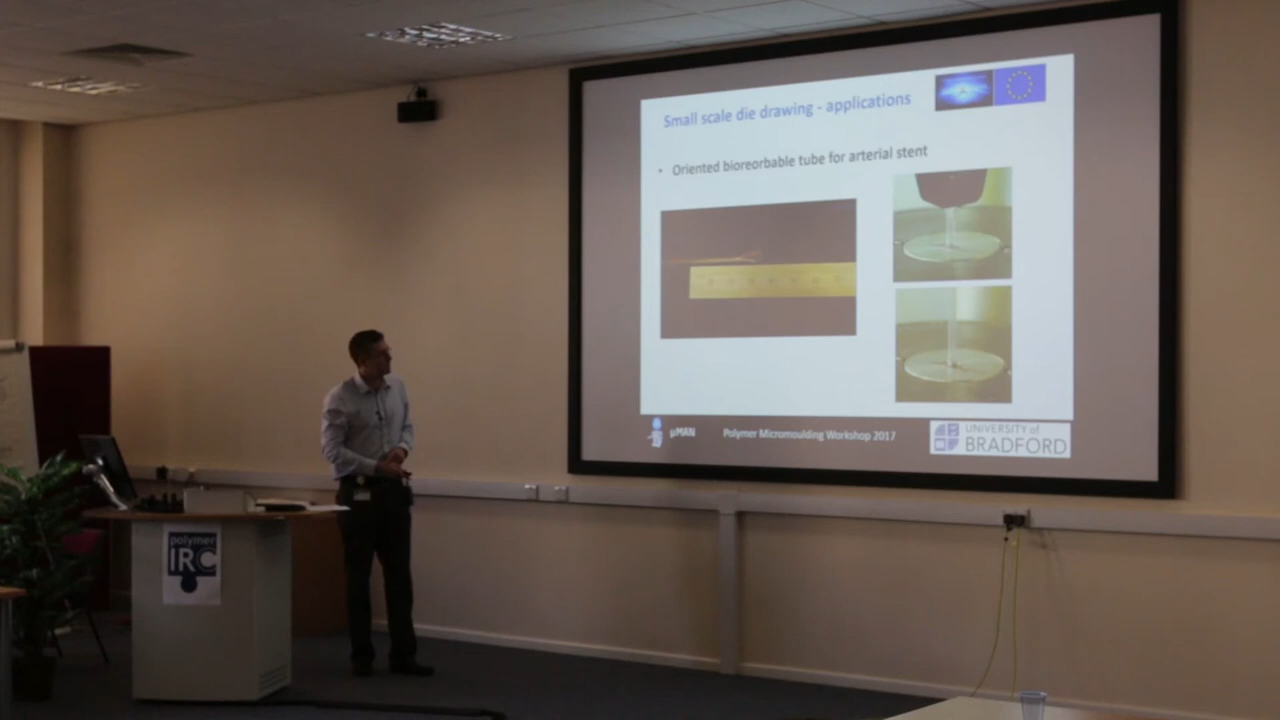 Small scale die drawing - applications
• Oriented bioreorbable tube for arterial stent
µMAN
Polymer Micromoulding Workshop 2017
UNIVERSITY of
BRADFORD
polymer
IRC